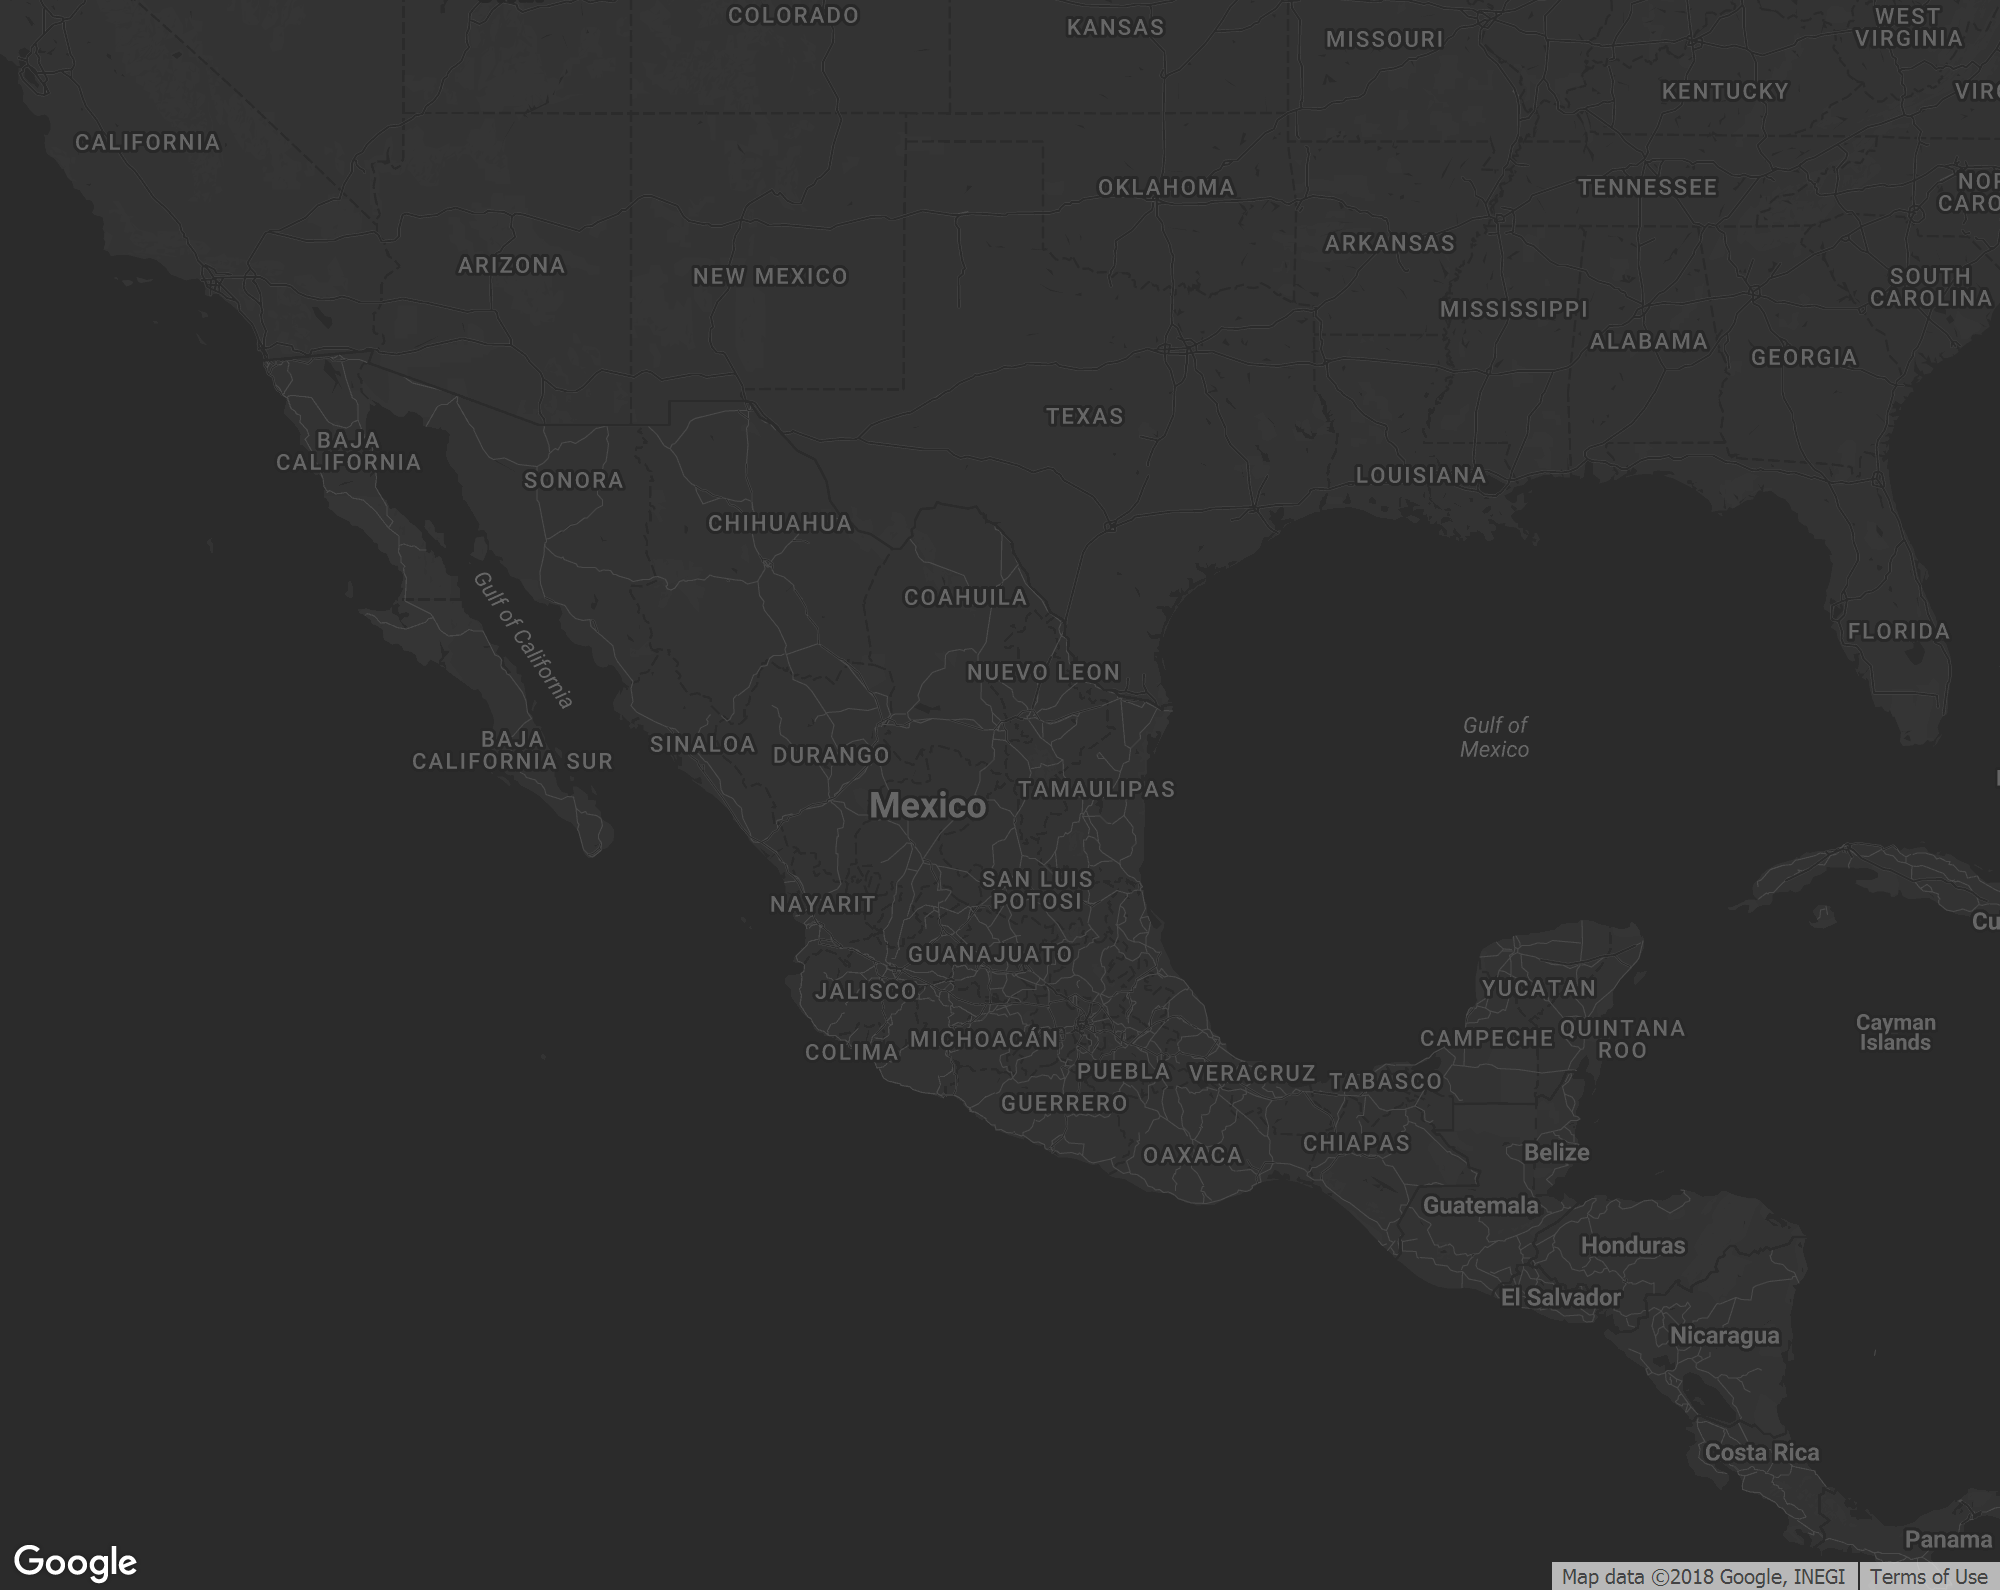 COLORADO
KANSAS
MISSOURI
WEST
VIRGINIA
KENTUCKY
VIRG
CALIFORNIA
OKLAHOMA
TENNESSEE
NOR
CARO
ARIZONA
NEW MEXICO
ARKANSAS
SOUTH
CAROLINA
MISSISSIPPI
ALABAMA
GEORGIA
TEXAS
BAJA
CALIFORNIA
SONORA
LOUISIANA
CHIHUAHUA
COAHUILA
Gulf of California
FLORIDA
NUEVO LEON
Gulf of
Mexico
BAJA
CALIFORNIA SUR
SINALOA
DURANGO
TAMAULIPAS
Mexico
SAN LUIS
POTOSI
NAYARIT
Cu
GUANAJUATO
JALISCO
YUCATAN
COLIMA
MICHOACÁN
CAMPECHE
QUINTANA
ROO
Cayman
Islands
PUEBLA
VERACRUZ
TABASCO
GUERRERO
OAXACA
CHIAPAS
Belize
Guatemala
Honduras
El Salvador
Nicaragua
Costa Rica
Panama
Google
Map data ©2018 Google, INEGI
Terms of Use